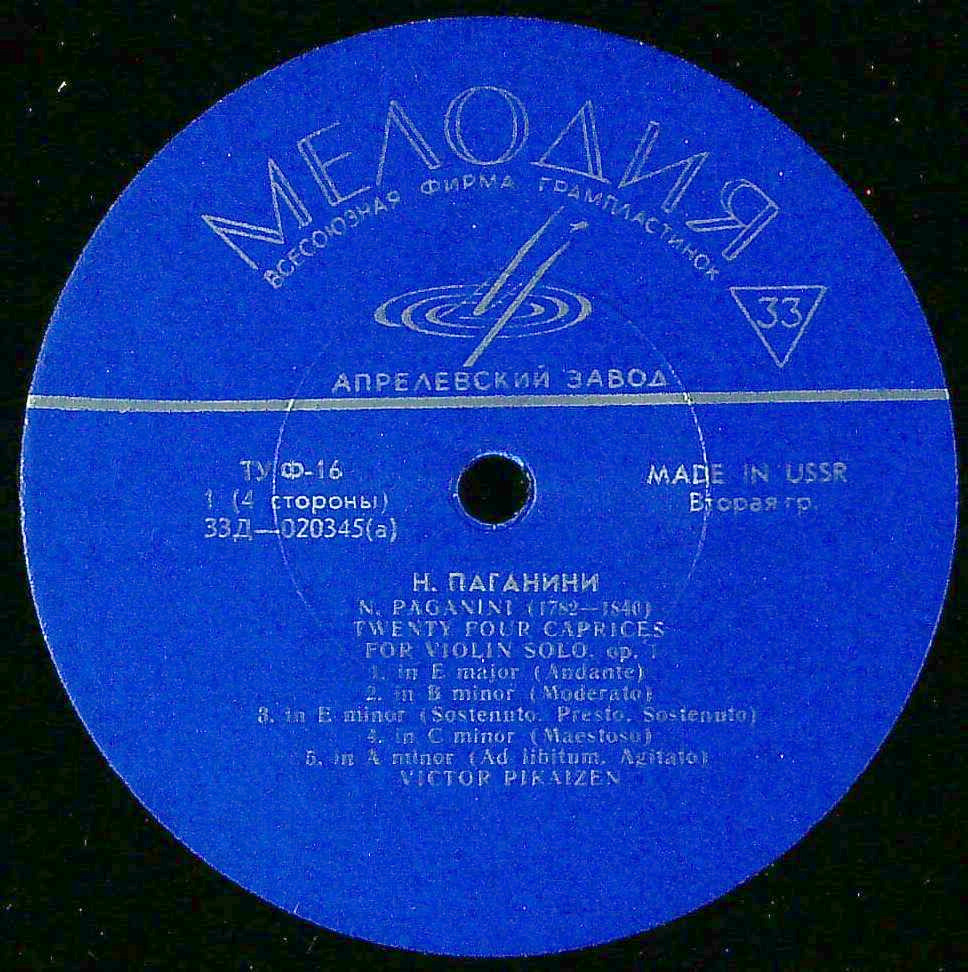 МЕЛОДИЯ
ВСЕСОЮЗНАЯ ФИРМА ГРАМПЛАСТИНОК
33
АПРЕЛЕВСКИЙ ЗАВОД
ТУ Ф-16
1 (4 стороны)
33Д—020345(а)
MADE IN USSR
Вторая гр.
Н. ПАГАНИНИ
N. PAGANINI (1782—1840)
TWENTY FOUR CAPRICES
FOR VIOLIN SOLO. op. 1
1. in E major (Andante)
2. in B minor (Moderato)
3. in E minor (Sostenuto. Presto. Sostenuto)
4. in C minor (Maestoso)
5. in A minor (Ad libitum. Agitato)
VICTOR PIKAIZEN